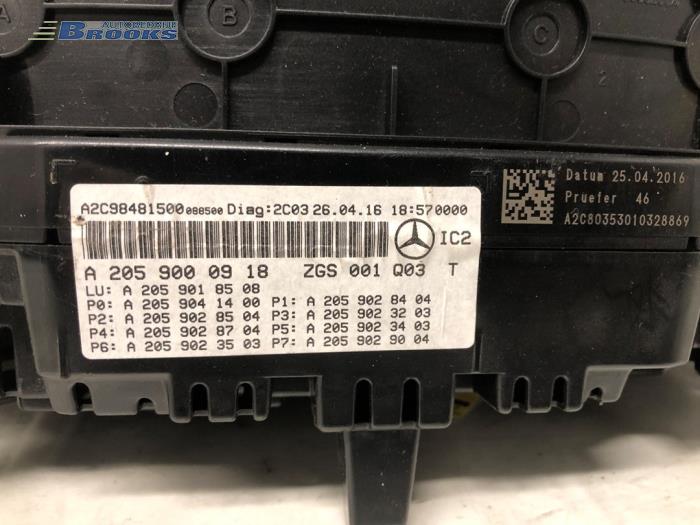 AUTOBEDRIJF
BROOKS
A
B
C
2
Datum 25.04.2016
Pruefer 46
A2C80353010328869
A2C98481500088500 Diag:2C03 26.04.16 18:570000
IC2
A 205 900 09 18 ZGS 001 Q03 T
LU: A 205 901 85 08
P0: A 205 904 14 00 P1: A 205 902 84 04
P2: A 205 902 85 04 P3: A 205 902 32 03
P4: A 205 902 87 04 P5: A 205 902 34 03
P6: A 205 902 35 03 P7: A 205 902 90 04